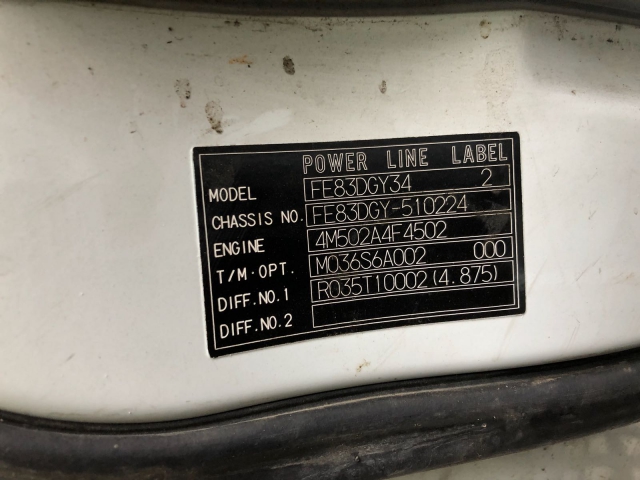 POWER LINE LABEL
MODEL FE83DGY34 2
CHASSIS NO. FE83DGY-510224
ENGINE 4M502A4F4502
T/M·OPT. M036S6A002 000
DIFF.NO.1 R035T10002(4.875)
DIFF.NO.2